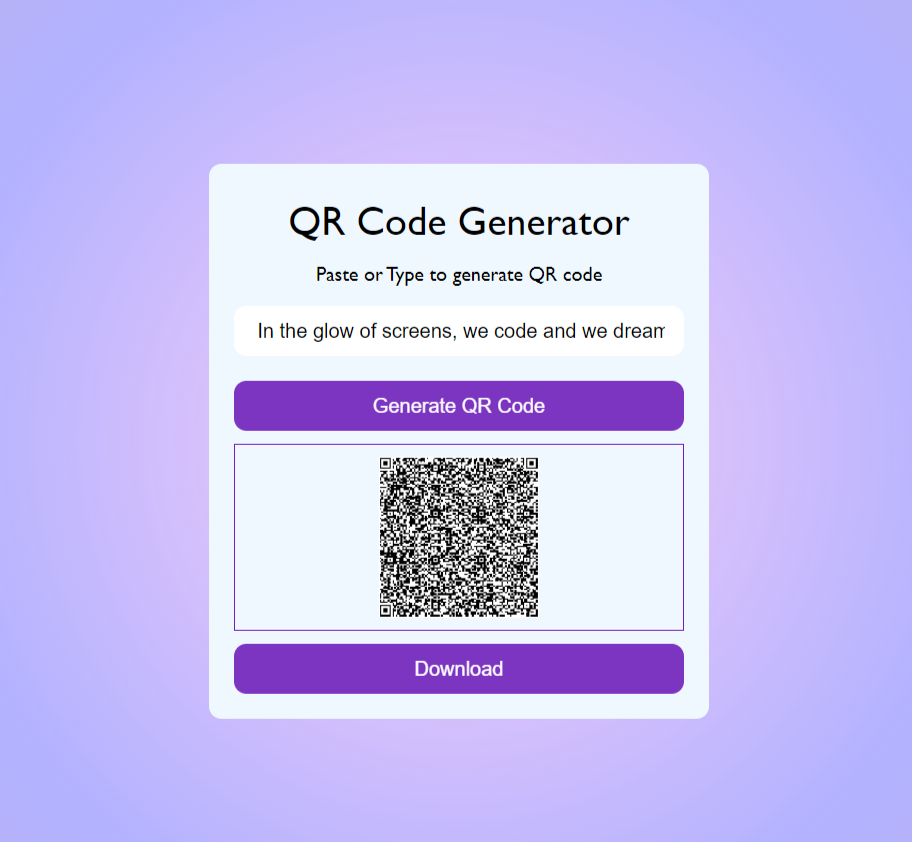 QR Code Generator
Paste or Type to generate QR code
In the glow of screens, we code and we dream
Generate QR Code
Download